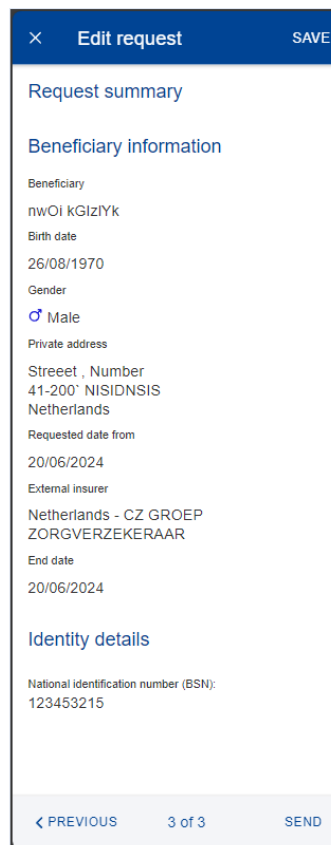 × Edit request SAVE
Request summary
Beneficiary information
Beneficiary
nwOi kGIzIYk
Birth date
26/08/1970
Gender
Male
Private address
Streeet , Number
41-200` NISIDNSIS
Netherlands
Requested date from
20/06/2024
External insurer
Netherlands - CZ GROEP
ZORGVERZEKERAAR
End date
20/06/2024
Identity details
National identification number (BSN):
123453215
PREVIOUS 3 of 3 SEND